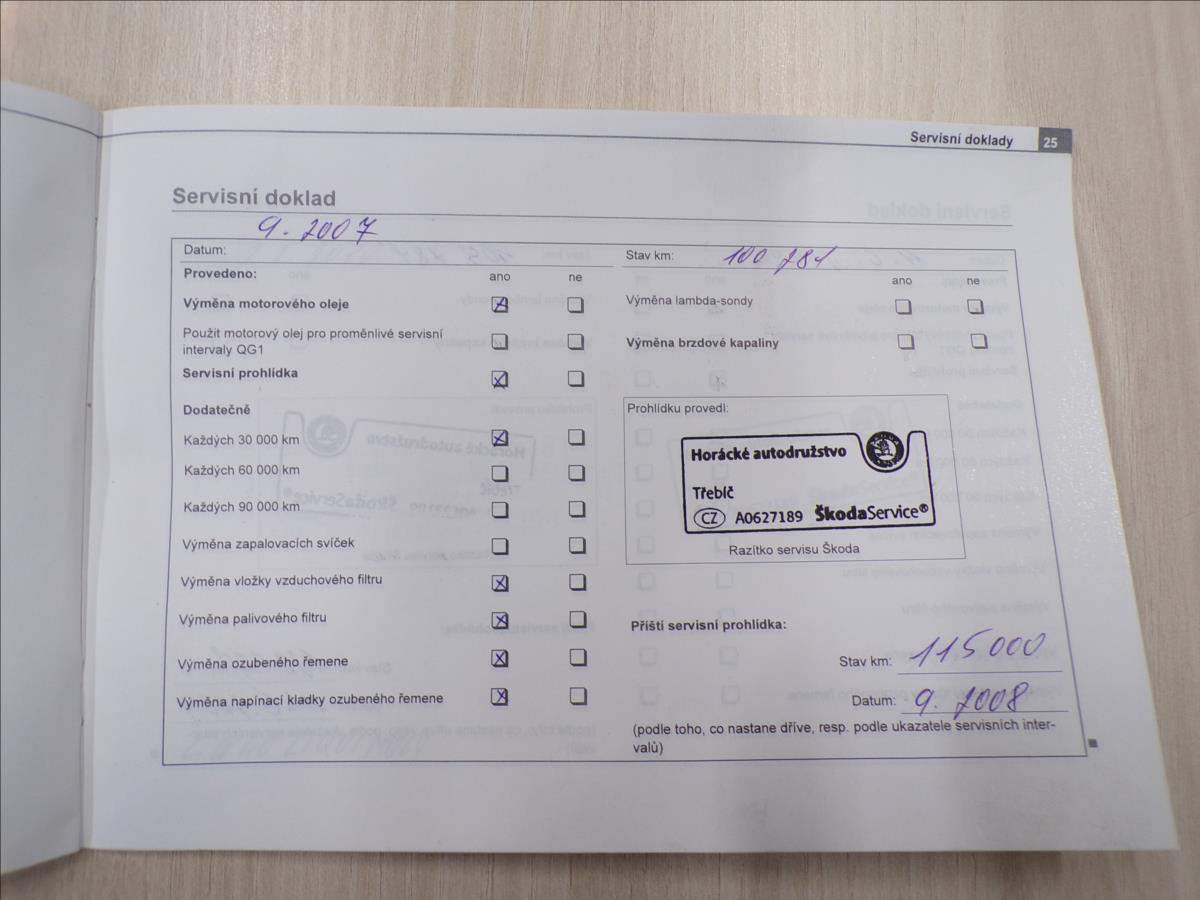 Servisní doklady 25
Servisní doklad
Datum: 9. 2007
Stav km: 100 781
Provedeno: ano ne
ano ne
Výměna motorového oleje
Výměna lambda-sondy
Použit motorový olej pro proměnlivé servisní
intervaly QG1
Výměna brzdové kapaliny
Servisní prohlídka
Dodatečně
Každých 30 000 km
Každých 60 000 km
Každých 90 000 km
Výměna zapalovacích svíček
Výměna vložky vzduchového filtru
Výměna palivového filtru
Výměna ozubeného řemene
Výměna napínací kladky ozubeného řemene
Prohlídku provedl:
Horácké autodružstvo
Třebíč
CZ A0627189 ŠkodaService®
Razítko servisu Škoda
Příští servisní prohlídka:
Stav km: 115000
Datum: 9. 2008
(podle toho, co nastane dříve, resp. podle ukazatele servisních inter-
valů)